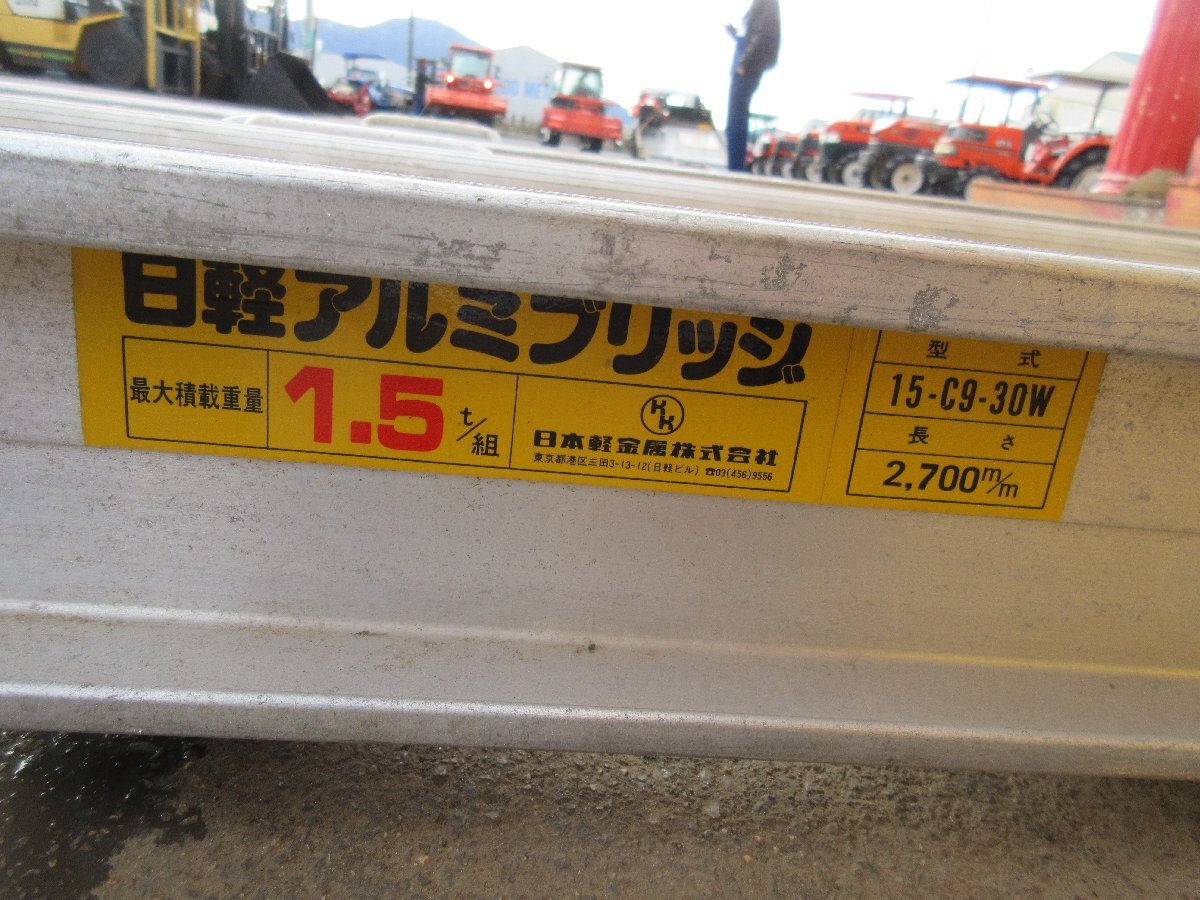 日軽アルミブリッジ
最大積載重量
1.5 t/組
KK
日本軽金属株式会社
東京都港区三田3-13-12(日軽ビル) ☎03(456)9556
型式
15-C9-30W
長さ
2,700m/m